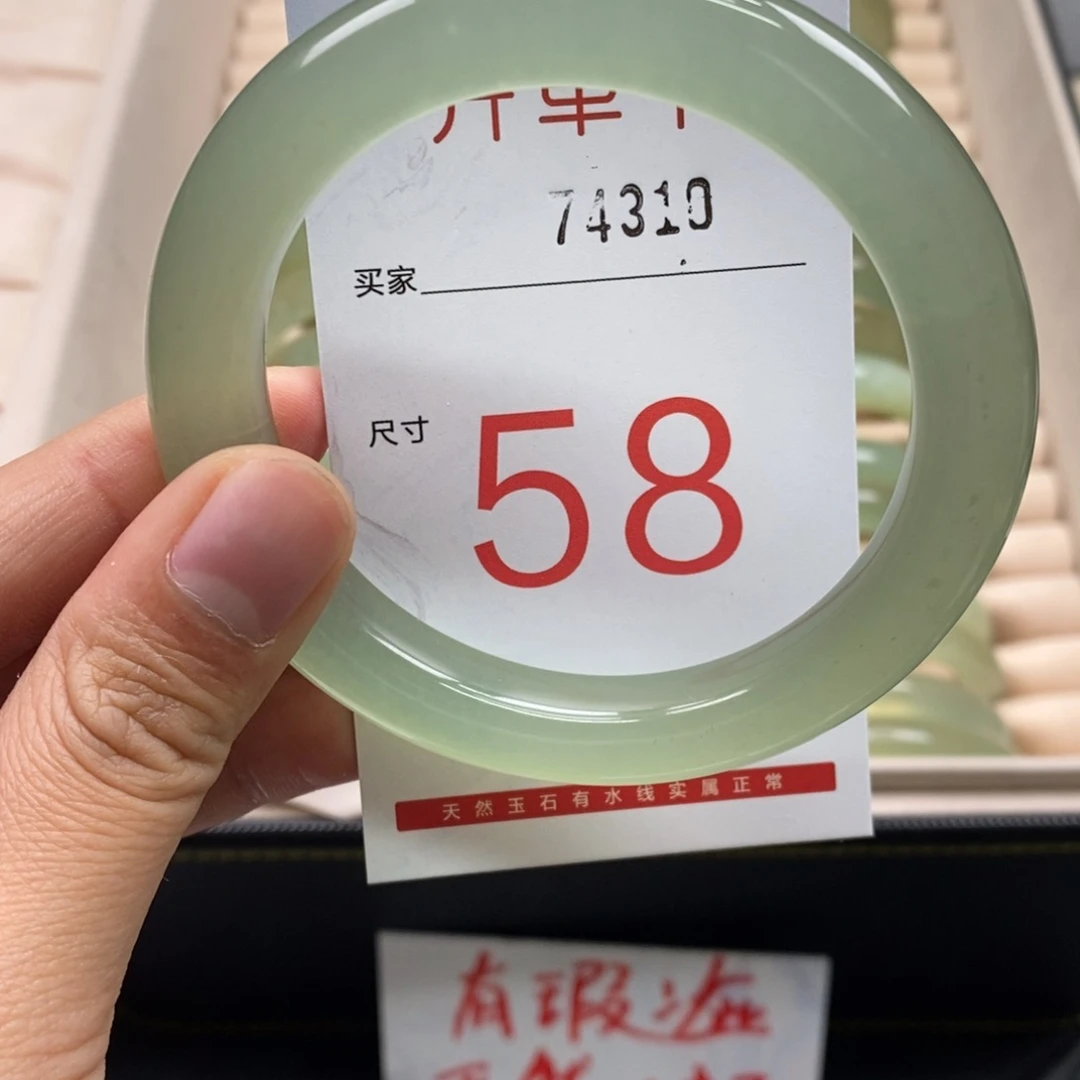 74310
买家
尺寸 58
天然玉石有水线实属正常
有瑕疵